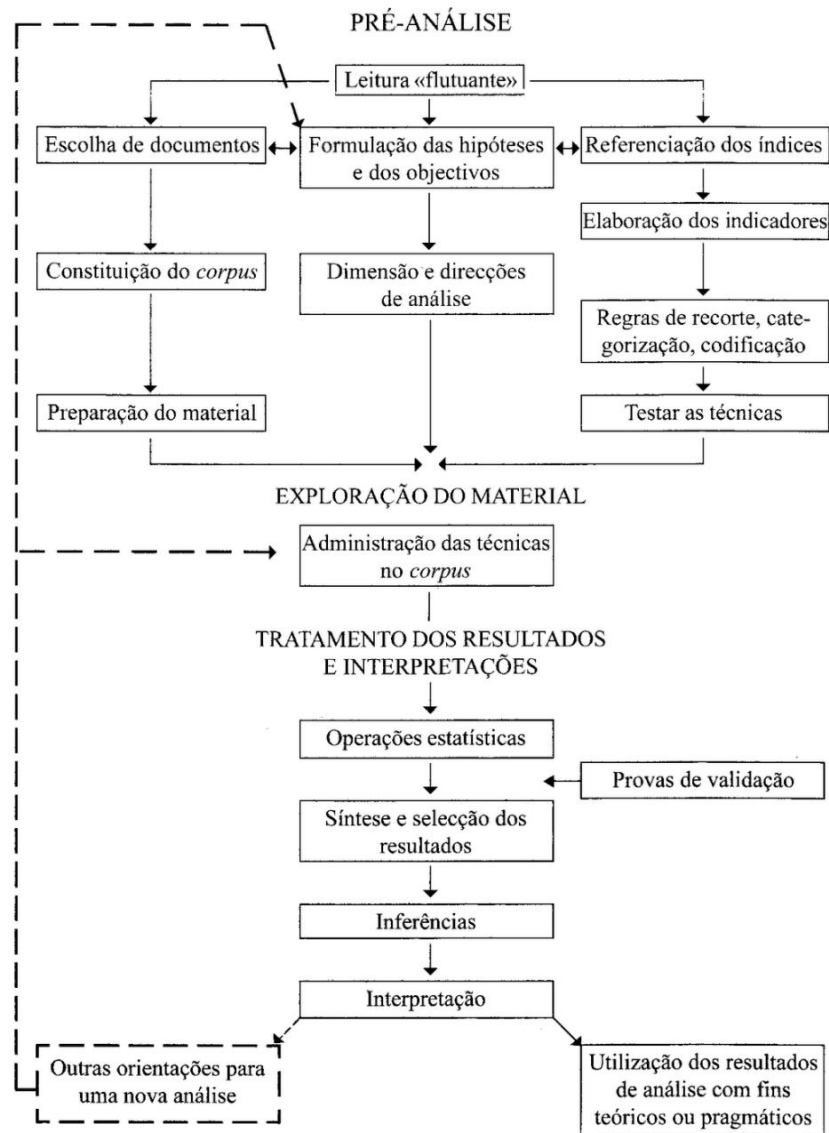 PRÉ-ANÁLISE
Leitura «flutuante»
Escolha de documentos
Formulação das hipóteses
e dos objectivos
Referenciação dos índices
Elaboração dos indicadores
Constituição do corpus
Dimensão e direcções
de análise
Regras de recorte, cate-
gorização, codificação
Preparação do material
Testar as técnicas
EXPLORAÇÃO DO MATERIAL
Administração das técnicas
no corpus
TRATAMENTO DOS RESULTADOS
E INTERPRETAÇÕES
Operações estatísticas
Provas de validação
Síntese e selecção dos
resultados
Inferências
Interpretação
Outras orientações para
uma nova análise
Utilização dos resultados
de análise com fins
teóricos ou pragmáticos